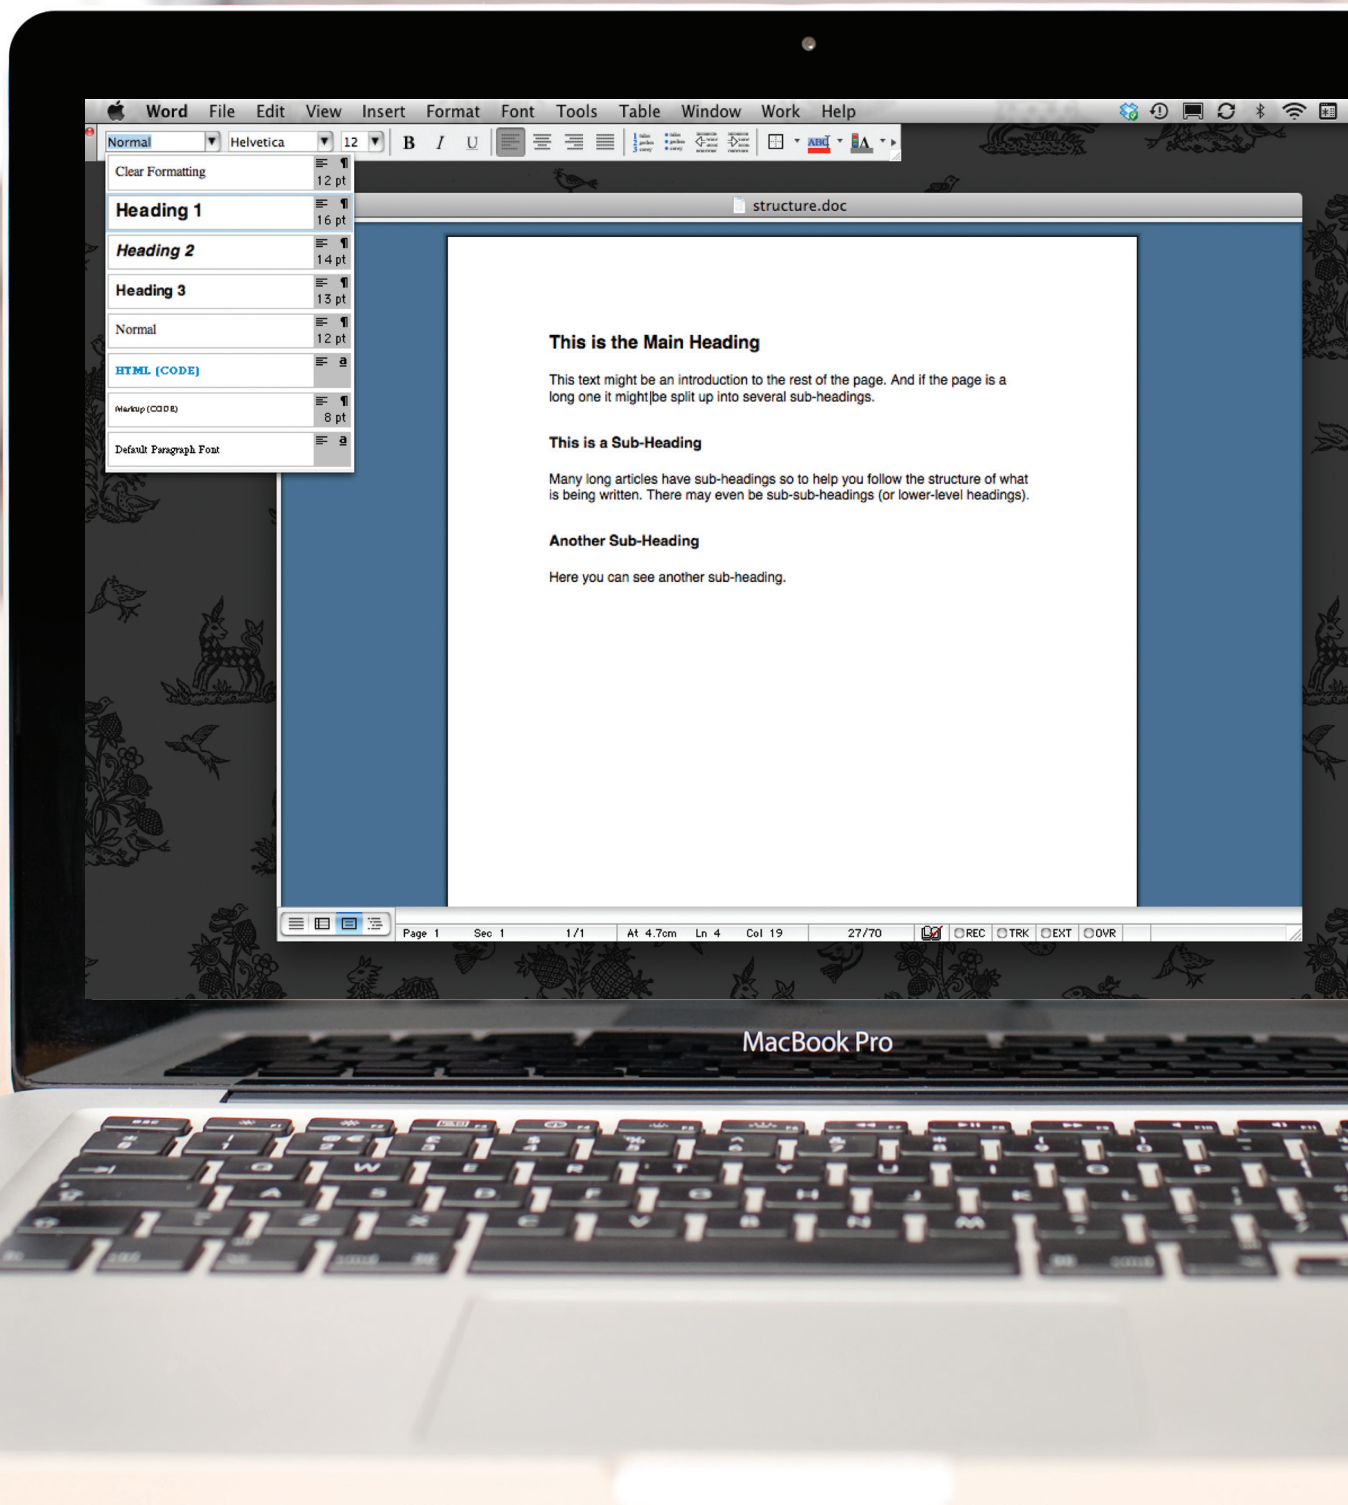 Word File Edit View Insert Format Font Tools Table Window Work Help
Normal Helvetica 12 B I U ABC A
Clear Formatting 12 pt
Heading 1 16 pt
Heading 2 14 pt
Heading 3 13 pt
Normal 12 pt
HTML (CODE) a
Markup (CODE) 8 pt
Default Paragraph Font a
structure.doc
This is the Main Heading
This text might be an introduction to the rest of the page. And if the page is a
long one it might be split up into several sub-headings.
This is a Sub-Heading
Many long articles have sub-headings so to help you follow the structure of what
is being written. There may even be sub-sub-headings (or lower-level headings).
Another Sub-Heading
Here you can see another sub-heading.
Page 1 Sec 1 1/1 At 4.7cm Ln 4 Col 19 27/70 REC TRK EXT OVR
MacBook Pro
esc
Q W E R T Y U I O P
A S D F G H J K L
Z X C V B N M